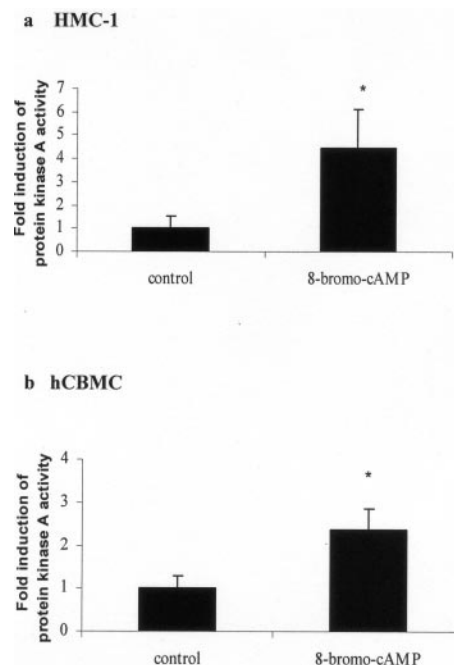 a HMC-1
Fold induction of
protein kinase A activity
7
6
5
4
3
2
1
0
*
control 8-bromo-cAMP
b hCBMC
Fold induction of
protein kinase A activity
4
3
2
1
0
*
control 8-bromo-cAMP